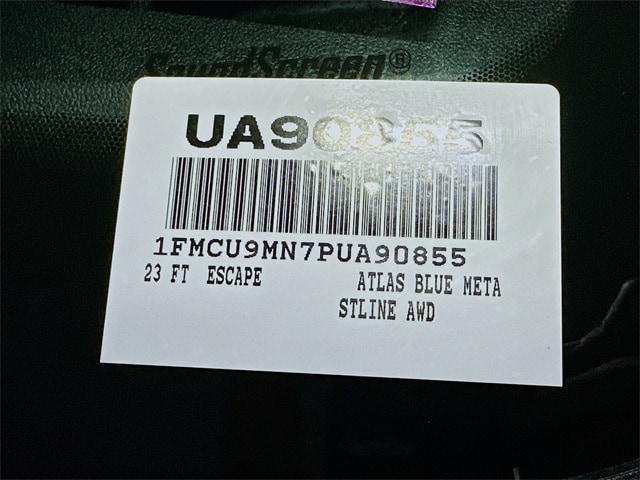 SoundScreen®
UA90855
1FMCU9MN7PUA90855
23 FT ESCAPE ATLAS BLUE META
STLINE AWD